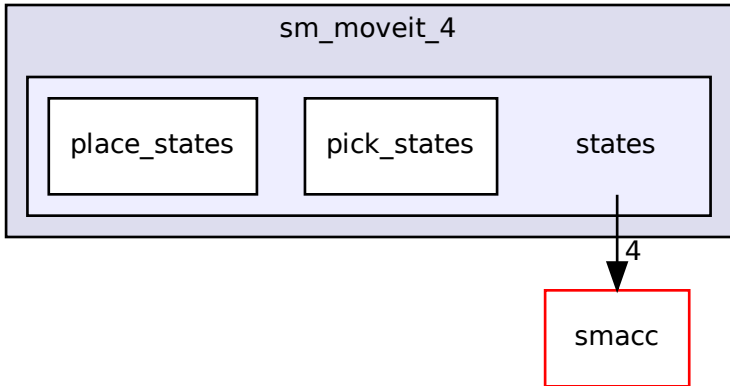 sm_moveit_4
place_states
pick_states
states
4
smacc